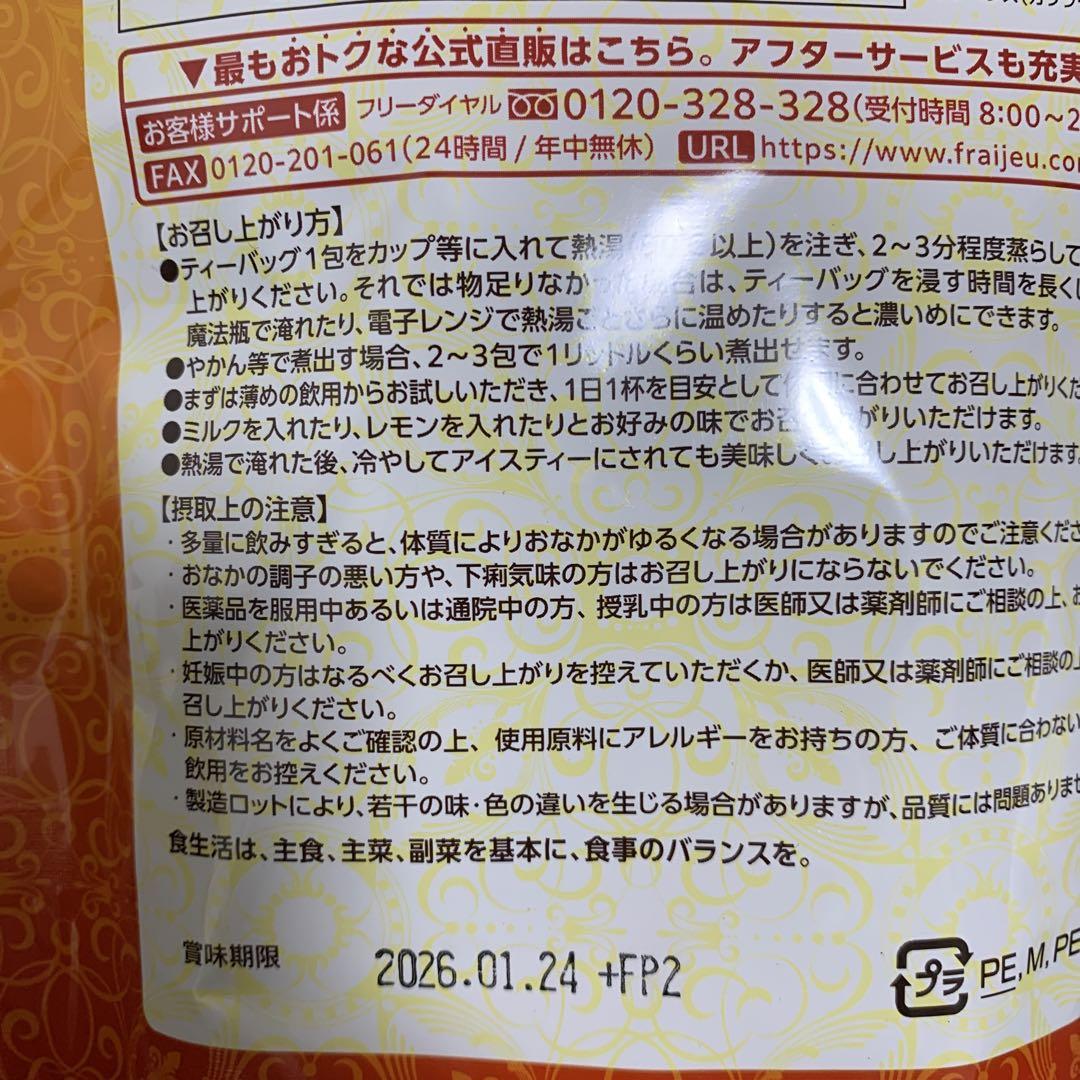 ▼最もおトクな公式直販はこちら。アフターサービスも充実
お客様サポート係 フリーダイヤル 0120-328-328(受付時間 8:00~2
FAX 0120-201-061(24時間 / 年中無休) URL https://www.fraijeu.com
【お召し上がり方】
●ティーバッグ1包をカップ等に入れて熱湯 以上)を注ぎ、2~3分程度蒸らして
上がりください。それでは物足りなかった場合は、ティーバッグを浸す時間を長く
魔法瓶で淹れたり、電子レンジで熱湯ごとさらに温めたりすると濃いめにできます。
●やかん等で煮出す場合、2~3包で1リットルくらい煮出せます。
●まずは薄めの飲用からお試しいただき、1日1杯を目安として体調に合わせてお召し上がりくだ
●ミルクを入れたり、レモンを入れたりとお好みの味でお召し上がりいただけます。
●熱湯で淹れた後、冷やしてアイスティーにされても美味しくお召し上がりいただけます。
【摂取上の注意】
・多量に飲みすぎると、体質によりおなかがゆるくなる場合がありますのでご注意くださ
・おなかの調子の悪い方や、下痢気味の方はお召し上がりにならないでください。
・医薬品を服用中あるいは通院中の方、授乳中の方は医師又は薬剤師にご相談の上、お
上がりください。
・妊娠中の方はなるべくお召し上がりを控えていただくか、医師又は薬剤師にご相談の上
召し上がりください。
・原材料名をよくご確認の上、使用原料にアレルギーをお持ちの方、ご体質に合わない
飲用をお控えください。
・製造ロットにより、若干の味・色の違いを生じる場合がありますが、品質には問題ありませ
食生活は、主食、主菜、副菜を基本に、食事のバランスを。
賞味期限 2026.01.24 +FP2
プラ PE,M,PE